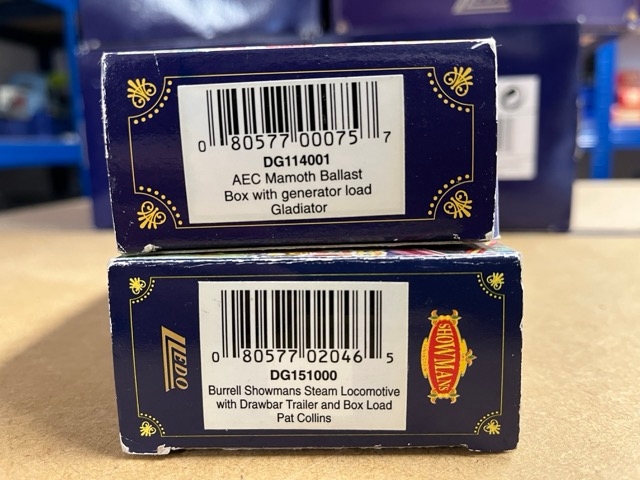 0 80577 00075 7
DG114001
AEC Mamoth Ballast
Box with generator load
Gladiator
0 80577 02046 5
DG151000
Burrell Showmans Steam Locomotive
with Drawbar Trailer and Box Load
Pat Collins
LLEDO
SHOWMANS